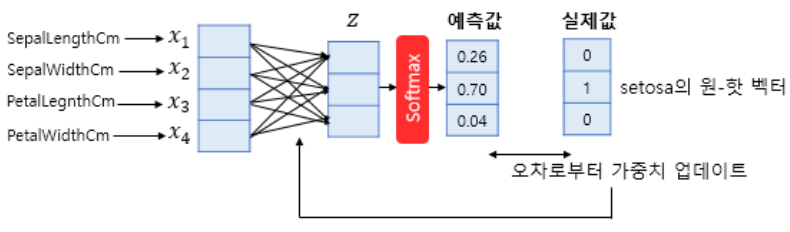 SepalLengthCm x₁
SepalWidthCm x₂
PetalLegnthCm x₃
PetalWidthCm x₄
z
Softmax
예측값
0.26
0.70
0.04
실제값
0
1
0
setosa의 원-핫 벡터
오차로부터 가중치 업데이트